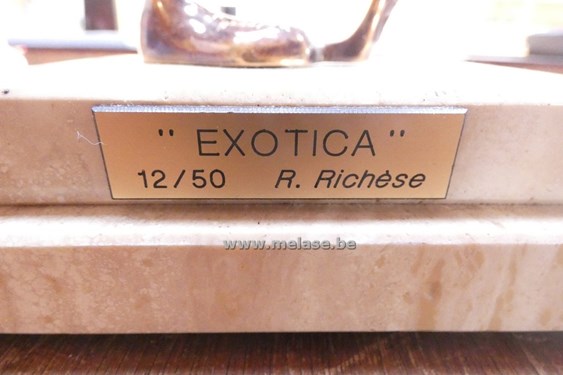 " EXOTICA "
12/50 R. Richèse
www.melase.be